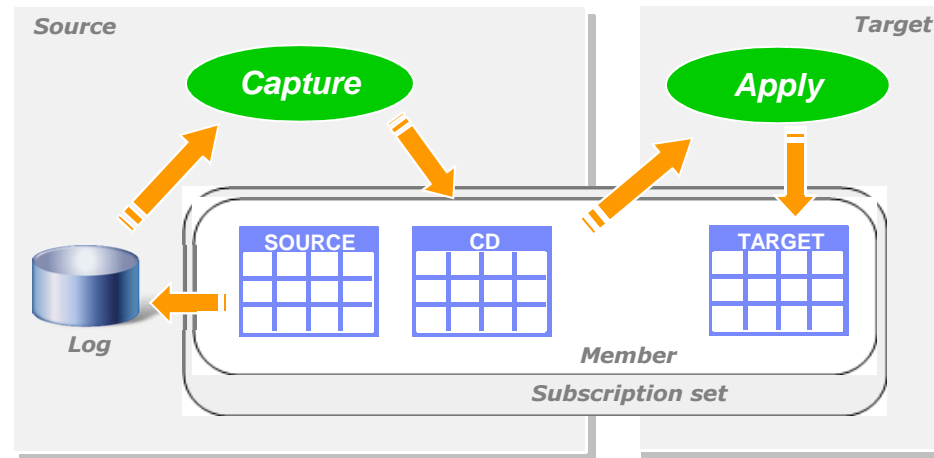 Source
Target
Capture
Apply
SOURCE
CD
TARGET
Log
Member
Subscription set